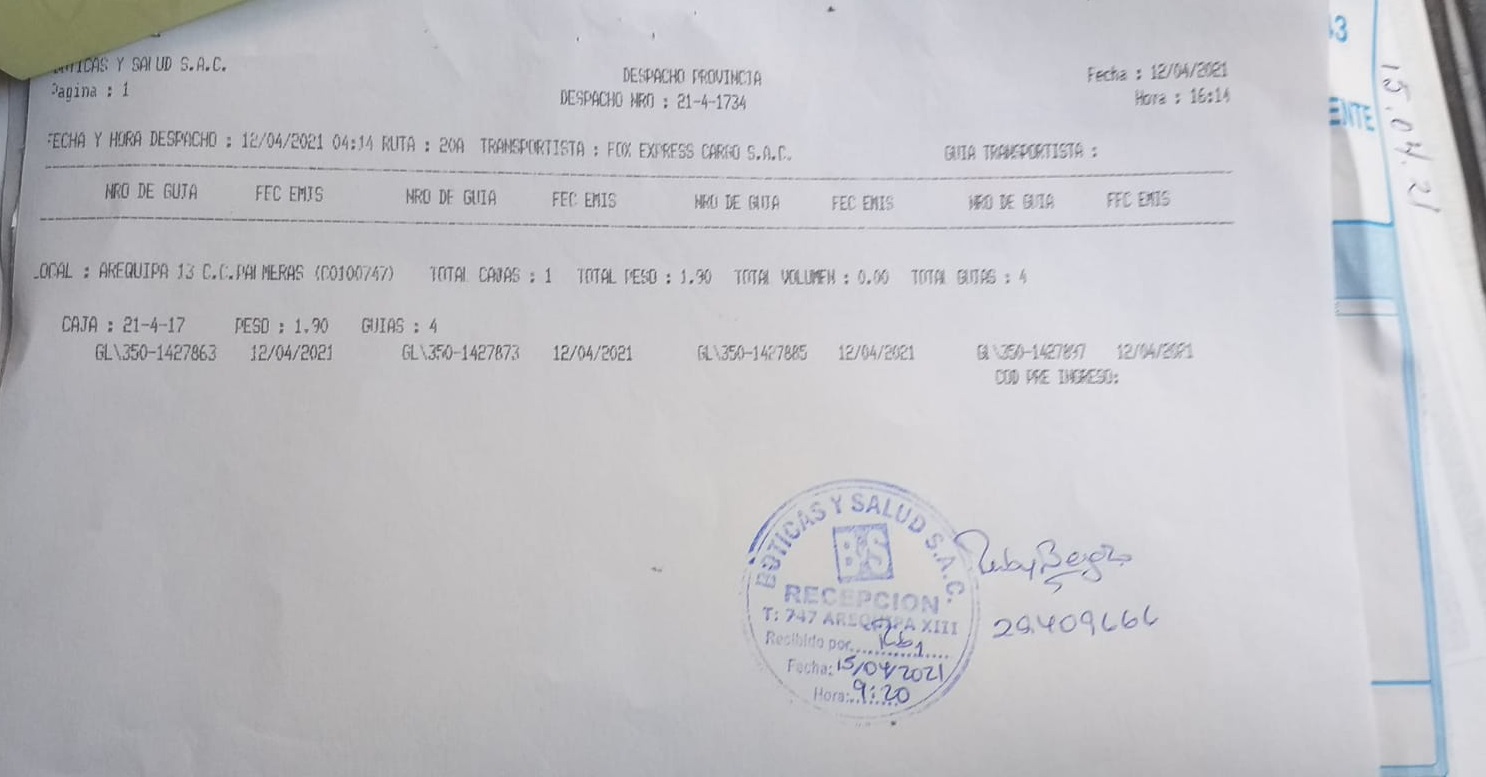 BOTICAS Y SALUD S.A.C.
Pagina : 1
DESPACHO PROVINCIA
DESPACHO NRO : 21-4-1734
Fecha : 12/04/2021
Hora : 16:14
FECHA Y HORA DESPACHO : 12/04/2021 04:14 RUTA : 20A TRANSPORTISTA : FOX EXPRESS CARGO S.A.C. GUIA TRANSPORTISTA :
NRO DE GUIA FEC EMIS NRO DE GUIA FEC EMIS NRO DE GUIA FEC EMIS NRO DE GUIA FEC EMIS
LOCAL : AREQUIPA 13 C.C.PALMERAS (C0100747) TOTAL CAJAS : 1 TOTAL PESO : 1.90 TOTAL VOLUMEN : 0.00 TOTAL GUIAS : 4
CAJA : 21-4-17 PESO : 1.90 GUIAS : 4
GL\350-1427863 12/04/2021 GL\350-1427873 12/04/2021 GL\350-1427885 12/04/2021 GL\350-1427897 12/04/2021
COD PRE INGRESO:
BOTICAS Y SALUD S.A.C.
BS
RECEPCION
T: 747 AREQUIPA XIII
Recibido por
Fecha: 15/04/2021
Hora: 9:20
29409666
15.04.21
ENTE